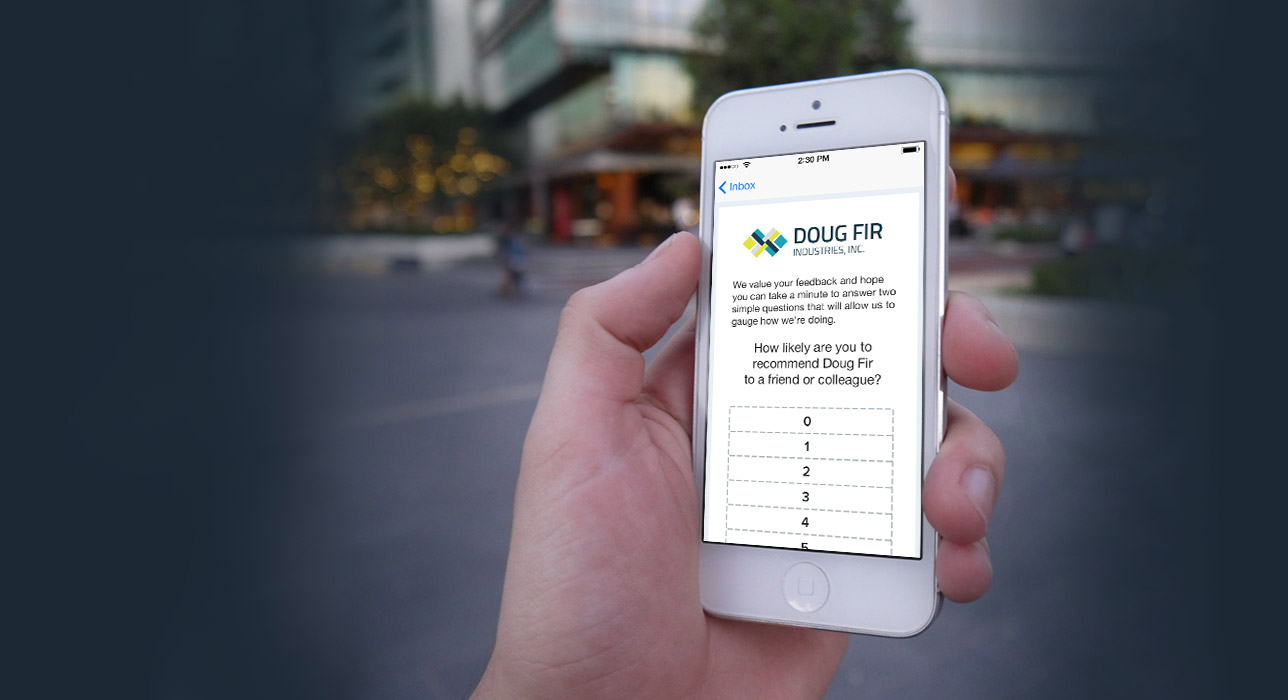 2:30 PM
Inbox
DOUG FIR
INDUSTRIES, INC.
We value your feedback and hope
you can take a minute to answer two
simple questions that will allow us to
gauge how we're doing.
How likely are you to
recommend Doug Fir
to a friend or colleague?
0
1
2
3
4
5